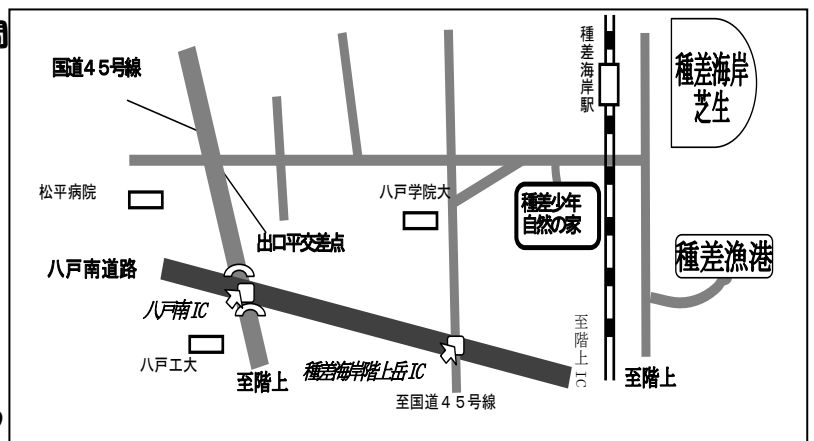 国道45号線
種差海岸駅
種差海岸
芝生
松平病院
八戸学院大
種差少年
自然の家
出口平交差点
種差漁港
八戸南道路
八戸南IC
八戸工大
至階上
種差海岸階上岳IC
至国道45号線
至階上IC
至階上